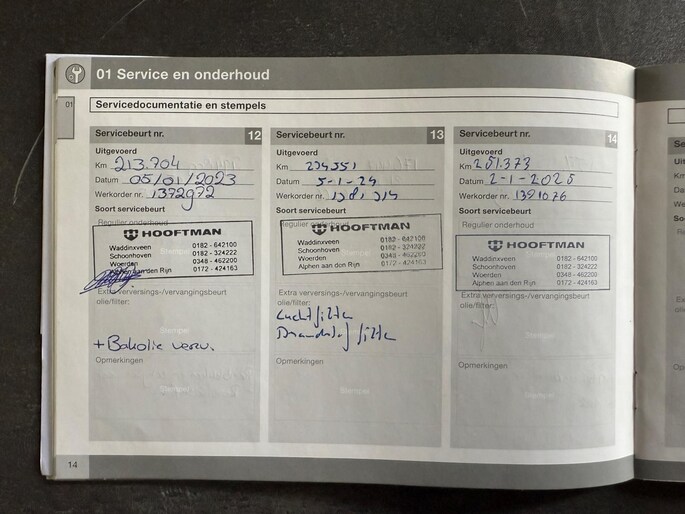 01 Service en onderhoud
01
Servicedocumentatie en stempels
Servicebeurt nr. 12
Uitgevoerd
Km 213.704
Datum 05/01/2023
Werkorder nr. 1372972
Soort servicebeurt
Regulier onderhoud
HOOFTMAN
Waddinxveen 0182 - 642100
Schoonhoven 0182 - 324222
Woerden 0348 - 462200
Alphen aan den Rijn 0172 - 424163
Extra verversings-/vervangingsbeurt
olie/filter:
+ Bakolie verv.
Opmerkingen
Servicebeurt nr. 13
Uitgevoerd
Km 234351
Datum 5-1-24
Werkorder nr.
Soort servicebeurt
Regulier onderhoud
HOOFTMAN
Waddinxveen 0182 - 642100
Schoonhoven 0182 - 324222
Woerden 0348 - 462200
Alphen aan den Rijn 0172 - 424163
Extra verversings-/vervangingsbeurt
olie/filter:
Luchtfilter
Brandstof filter
Opmerkingen
Stempel
Servicebeurt nr. 14
Uitgevoerd
Km 251.373
Datum 2-1-2025
Werkorder nr. 1391076
Soort servicebeurt
Regulier onderhoud
HOOFTMAN
Waddinxveen 0182 - 642100
Schoonhoven 0182 - 324222
Woerden 0348 - 462200
Alphen aan den Rijn 0172 - 424163
Extra verversings-/vervangingsbeurt
olie/filter:
Opmerkingen
14